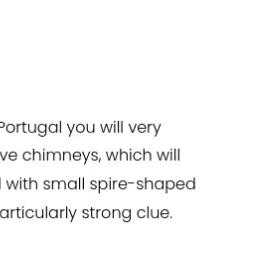 Portugal you will very
ve chimneys, which will
with small spire-shaped
articularly strong clue.